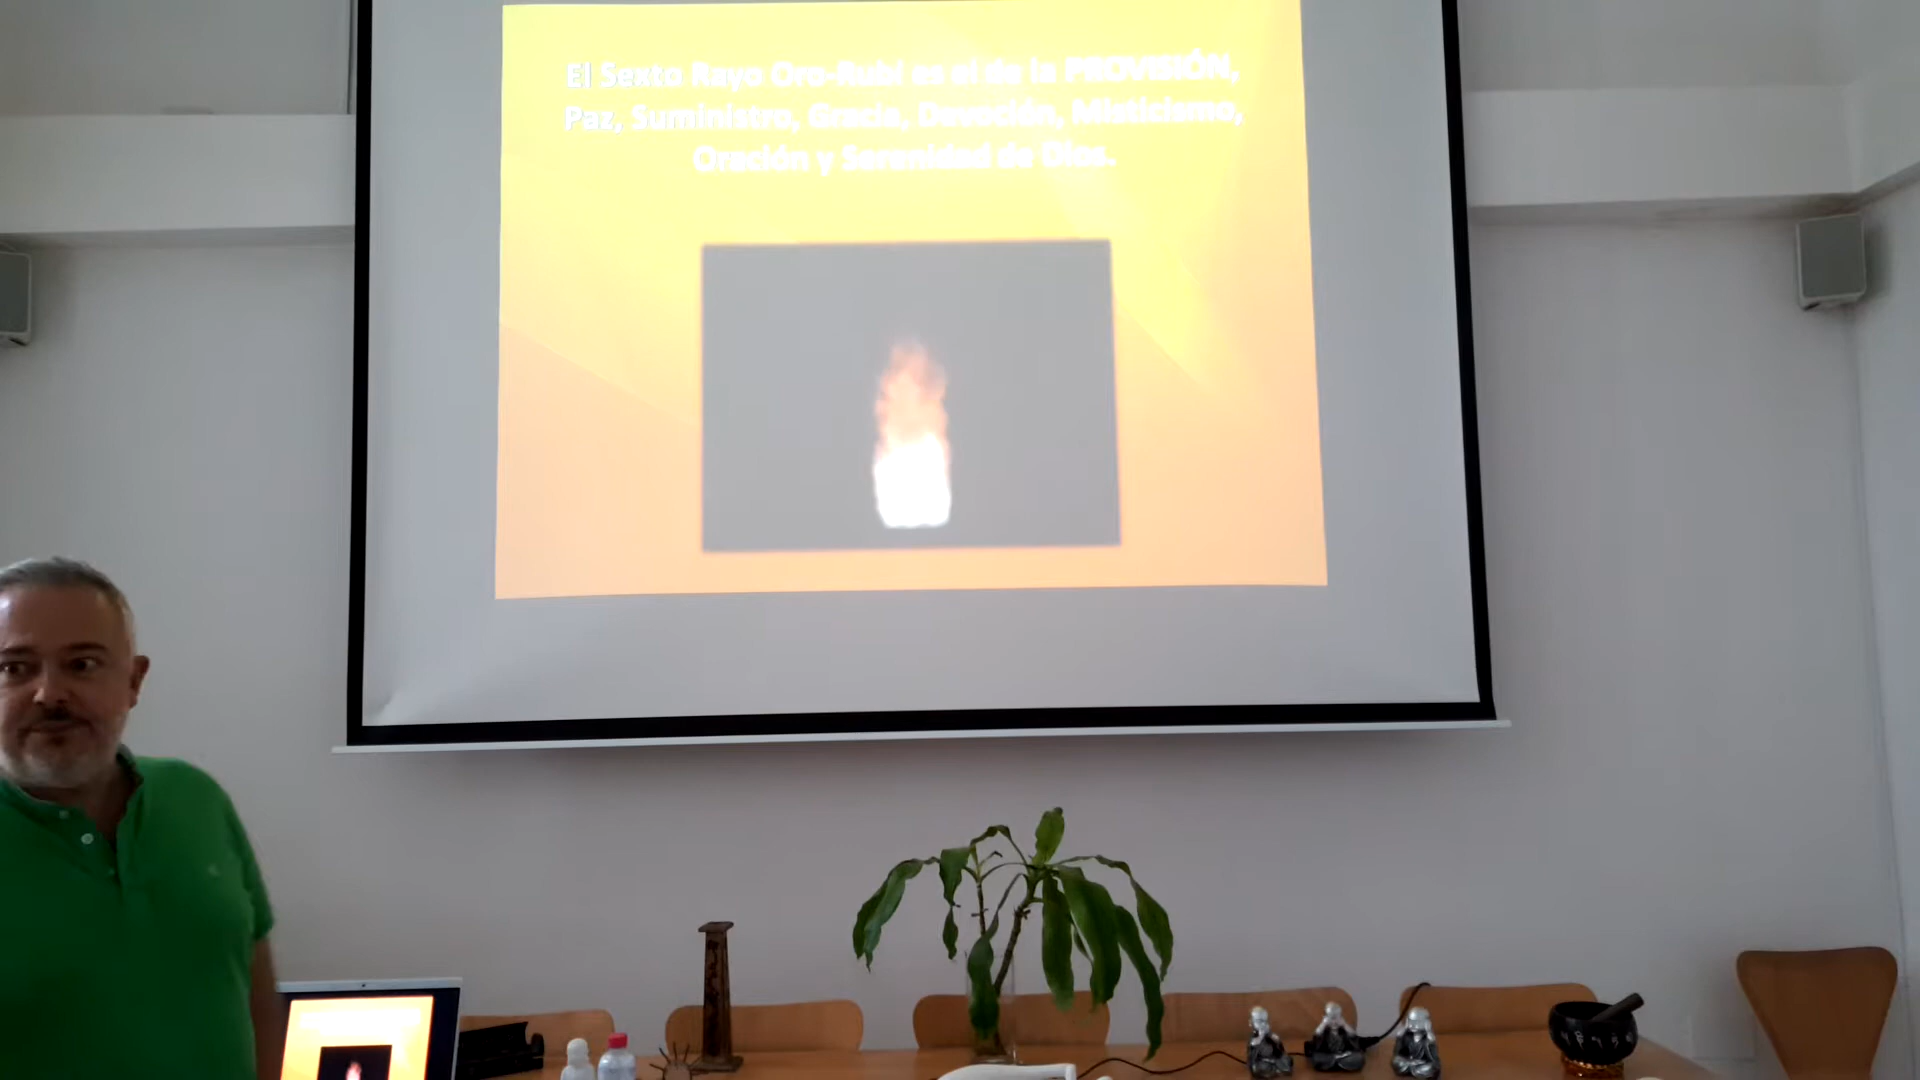 El Sexto Rayo Oro-Rubí es el de la PROVISIÓN,
Paz, Suministro, Gracia, Devoción, Misticismo,
Oración y Serenidad de Dios.